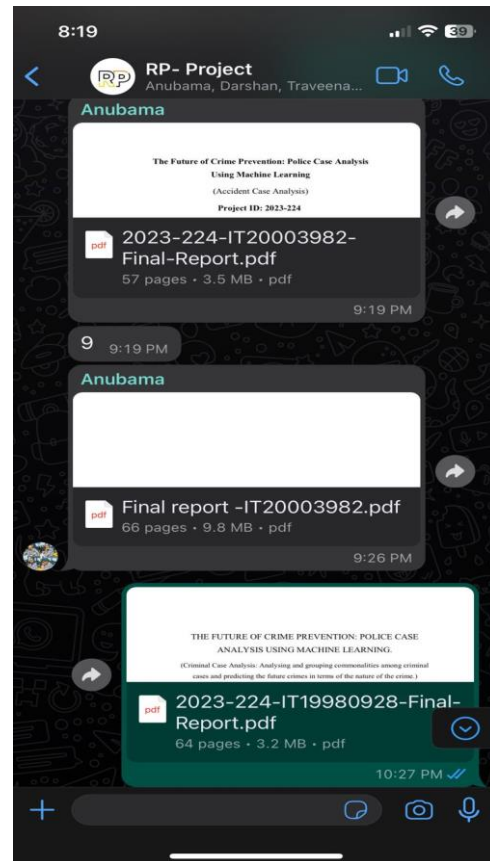 8:19
39
RP
RP- Project
Anubama, Darshan, Traveena...
Anubama
The Future of Crime Prevention: Police Case Analysis
Using Machine Learning
(Accident Case Analysis)
Project ID: 2023-224
pdf
2023-224-IT20003982-
Final-Report.pdf
57 pages • 3.5 MB • pdf
9:19 PM
9 9:19 PM
Anubama
pdf
Final report -IT20003982.pdf
66 pages • 9.8 MB • pdf
9:26 PM
THE FUTURE OF CRIME PREVENTION: POLICE CASE
ANALYSIS USING MACHINE LEARNING.
(Criminal Case Analysis: Analyzing and grouping commonalities among criminal
cases and predicting the future crimes in terms of the nature of the crime.)
pdf
2023-224-IT19980928-Final-
Report.pdf
64 pages • 3.2 MB • pdf
10:27 PM